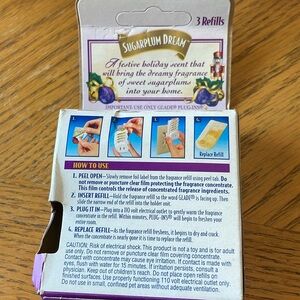 3 Refills
SUGARPLUM DREAM
A festive holiday scent that
will bring the dreamy fragrance
of sweet sugarplums
into your home.
IMPORTANT: USE ONLY GLADE® PLUG-INS®
1.
2.
3.
4.
Replace Refill
HOW TO USE
1. PEEL OPEN—Slowly remove foil label from the fragrance refill using peel tab. Do
not remove or puncture clear film protecting the fragrance concentrate.
This film controls the release of concentrated fragrance ingredients.
2. INSERT REFILL—Hold the fragrance refill so the word GLADE® is facing up. Then
slide the narrow end of the refill into the holder
3. PLUG IT IN—Plug into an 110 volt electrical outlet to gently warm the fragrance
concentrate in the refill. Within minutes, PLUG-INS® will begin to freshen your
entire room.
4. REPLACE REFILL—As the fragrance refill freshens, it begins to dry and crack.
When the concentrate is nearly gone it is time to replace the refill.
CAUTION: Risk of electrical shock. This product is not a toy and is for adult
use only. Do not remove or puncture clear film covering concentrate.
Contact with concentrate may cause eye irritation. If contact is made with
eyes, flush with water for 15 minutes. If irritation persists, consult a
physician. Keep out of children's reach. Do not place open refills on
finished surfaces. Use properly functioning 110 volt electrical outlet only.
Do not use in small, confined pet areas without adequate ventilation.